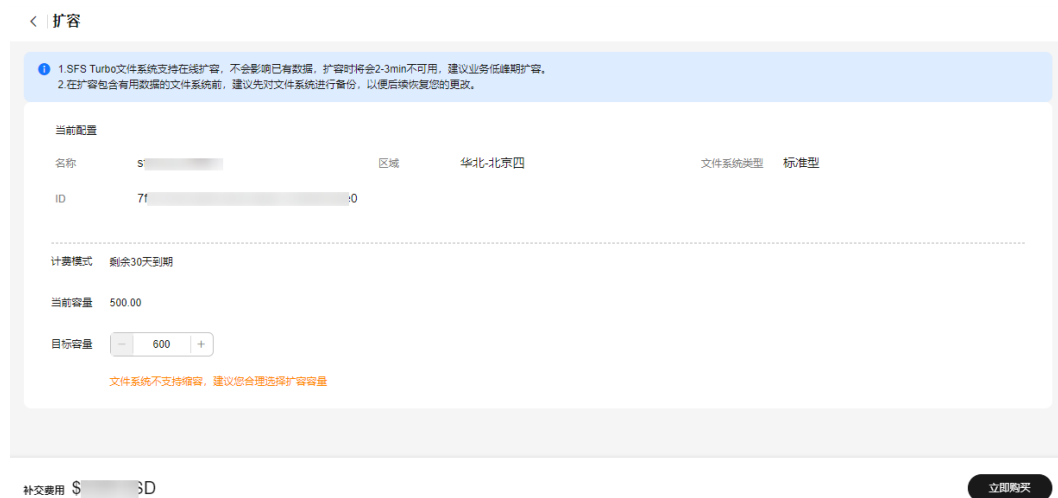 扩容
1.SFS Turbo文件系统支持在线扩容，不会影响已有数据，扩容时将会2-3min不可用，建议业务低峰期扩容。
2.在扩容包含有用数据的文件系统前，建议先对文件系统进行备份，以便后续恢复您的更改。
当前配置
名称 区域 华北-北京四 文件系统类型 标准型
ID
计费模式 剩余30天到期
当前容量 500.00
目标容量 − 600 +
文件系统不支持缩容，建议您合理选择扩容容量
补交费用 $ 立即购买